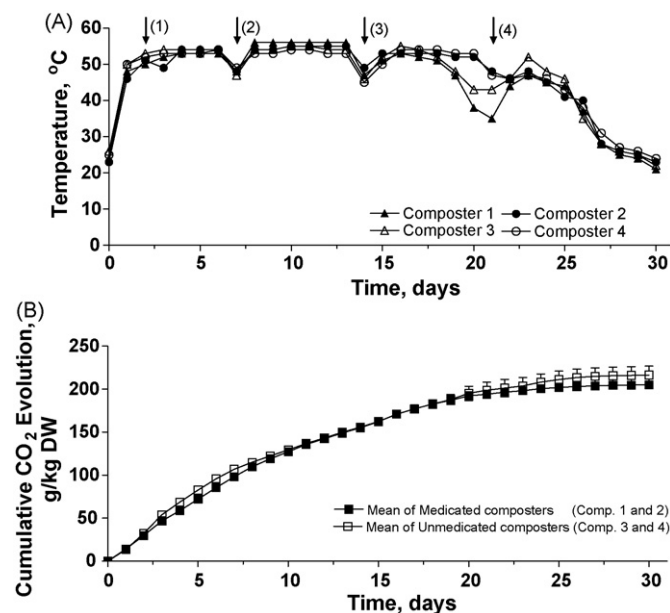 (A)
(1)
(2)
(3)
(4)
Temperature, °C
60
50
40
30
20
10
0
Composter 1
Composter 2
Composter 3
Composter 4
0 5 10 15 20 25 30
Time, days
(B)
Cumulative CO2 Evolution,
g/kg DW
250
200
150
100
50
0
Mean of Medicated composters (Comp. 1 and 2)
Mean of Unmedicated composters (Comp. 3 and 4)
0 5 10 15 20 25 30
Time, days